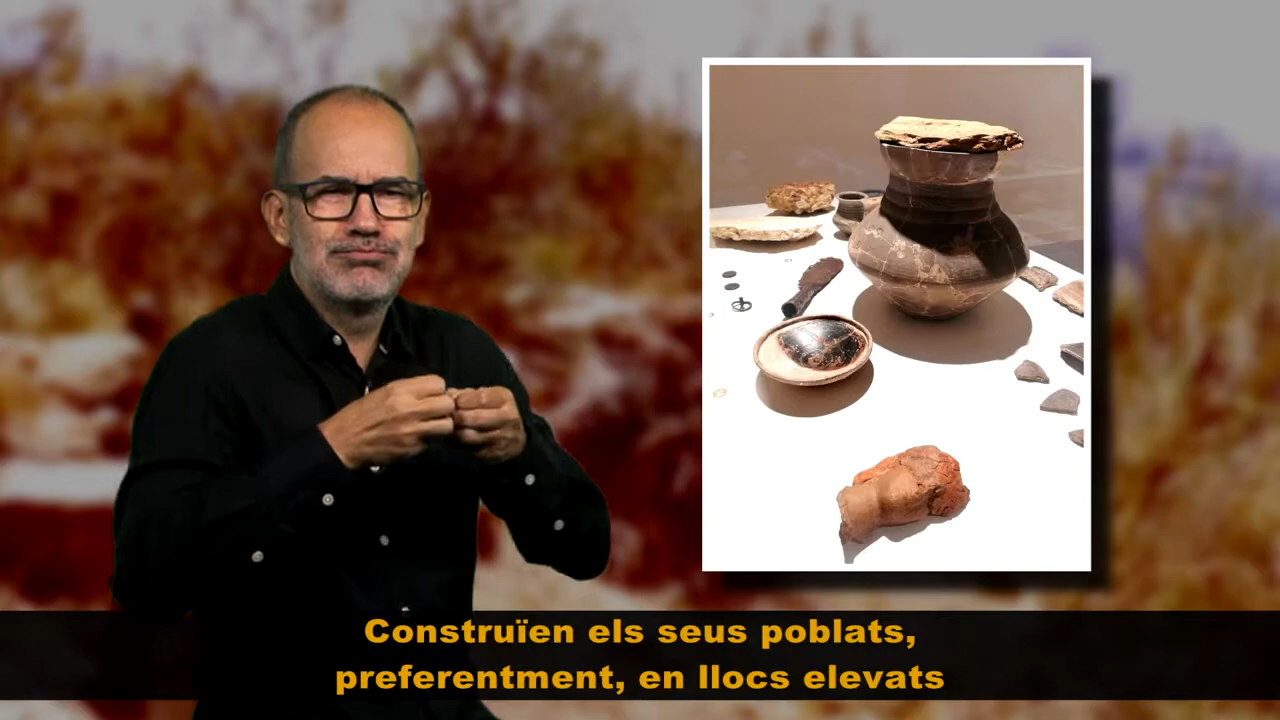 Construïen els seus poblats,
preferentment, en llocs elevats